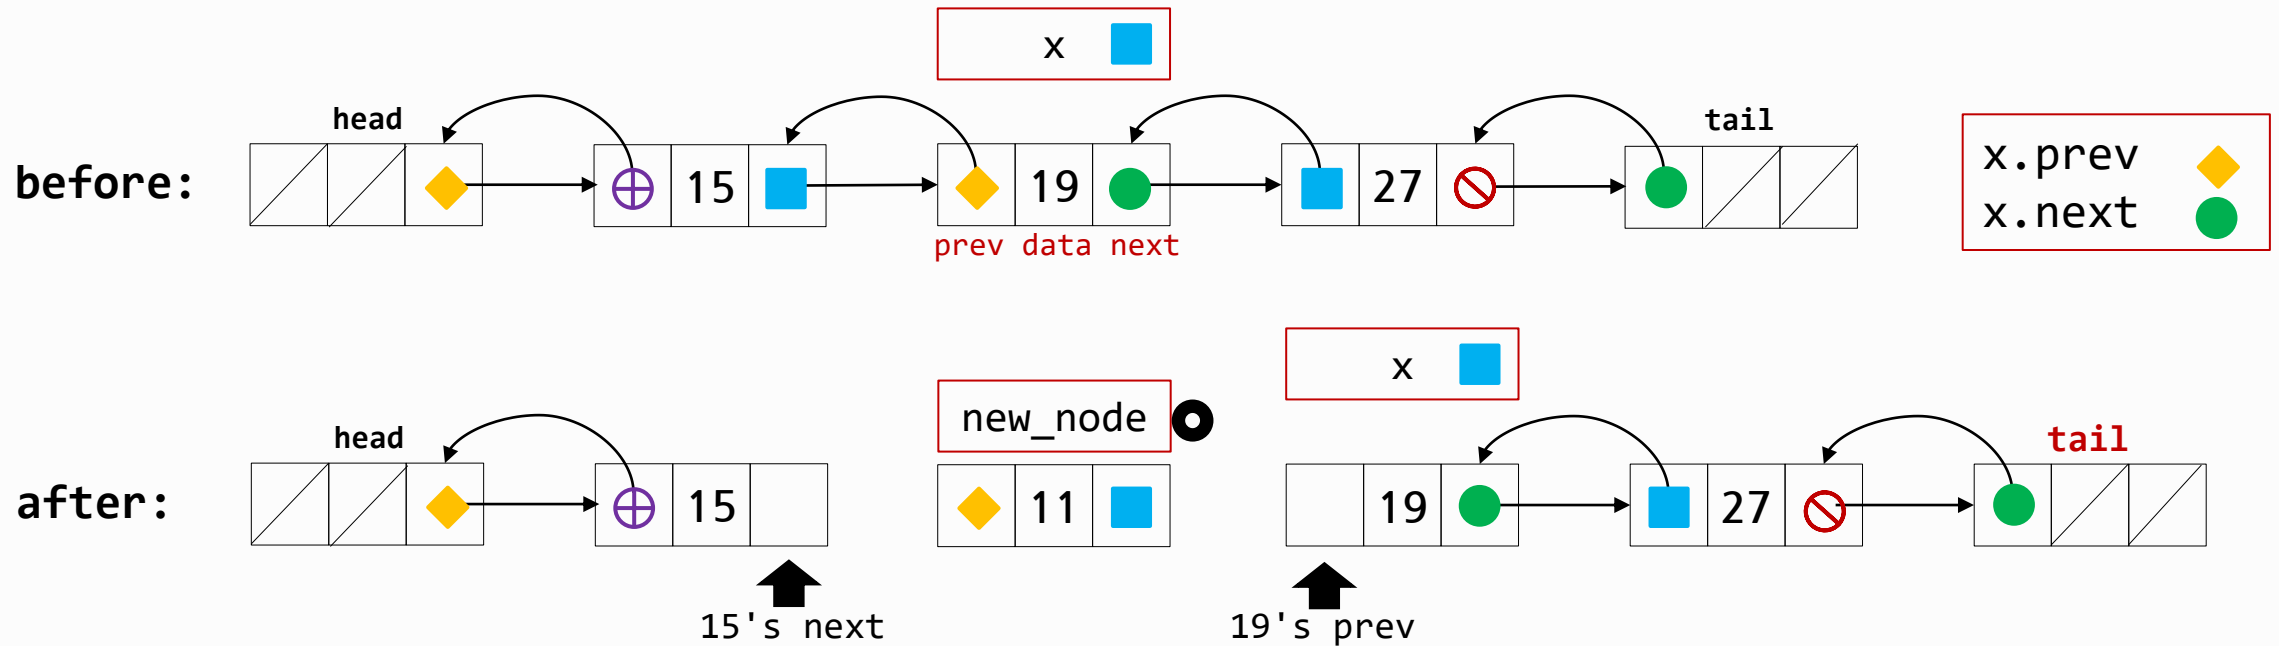 x
head
tail
before:
15
19
27
x.prev
x.next
prev data next
x
new_node
head
tail
after:
15
11
19
27
15's next
19's prev